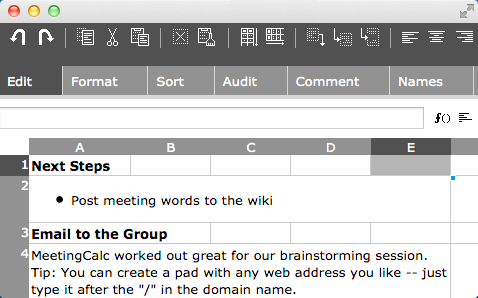 Edit Format Sort Audit Comment Names
f()
A B C D E
1 Next Steps
2 • Post meeting words to the wiki
3 Email to the Group
4 MeetingCalc worked out great for our brainstorming session.
Tip: You can create a pad with any web address you like -- just
type it after the "/" in the domain name.